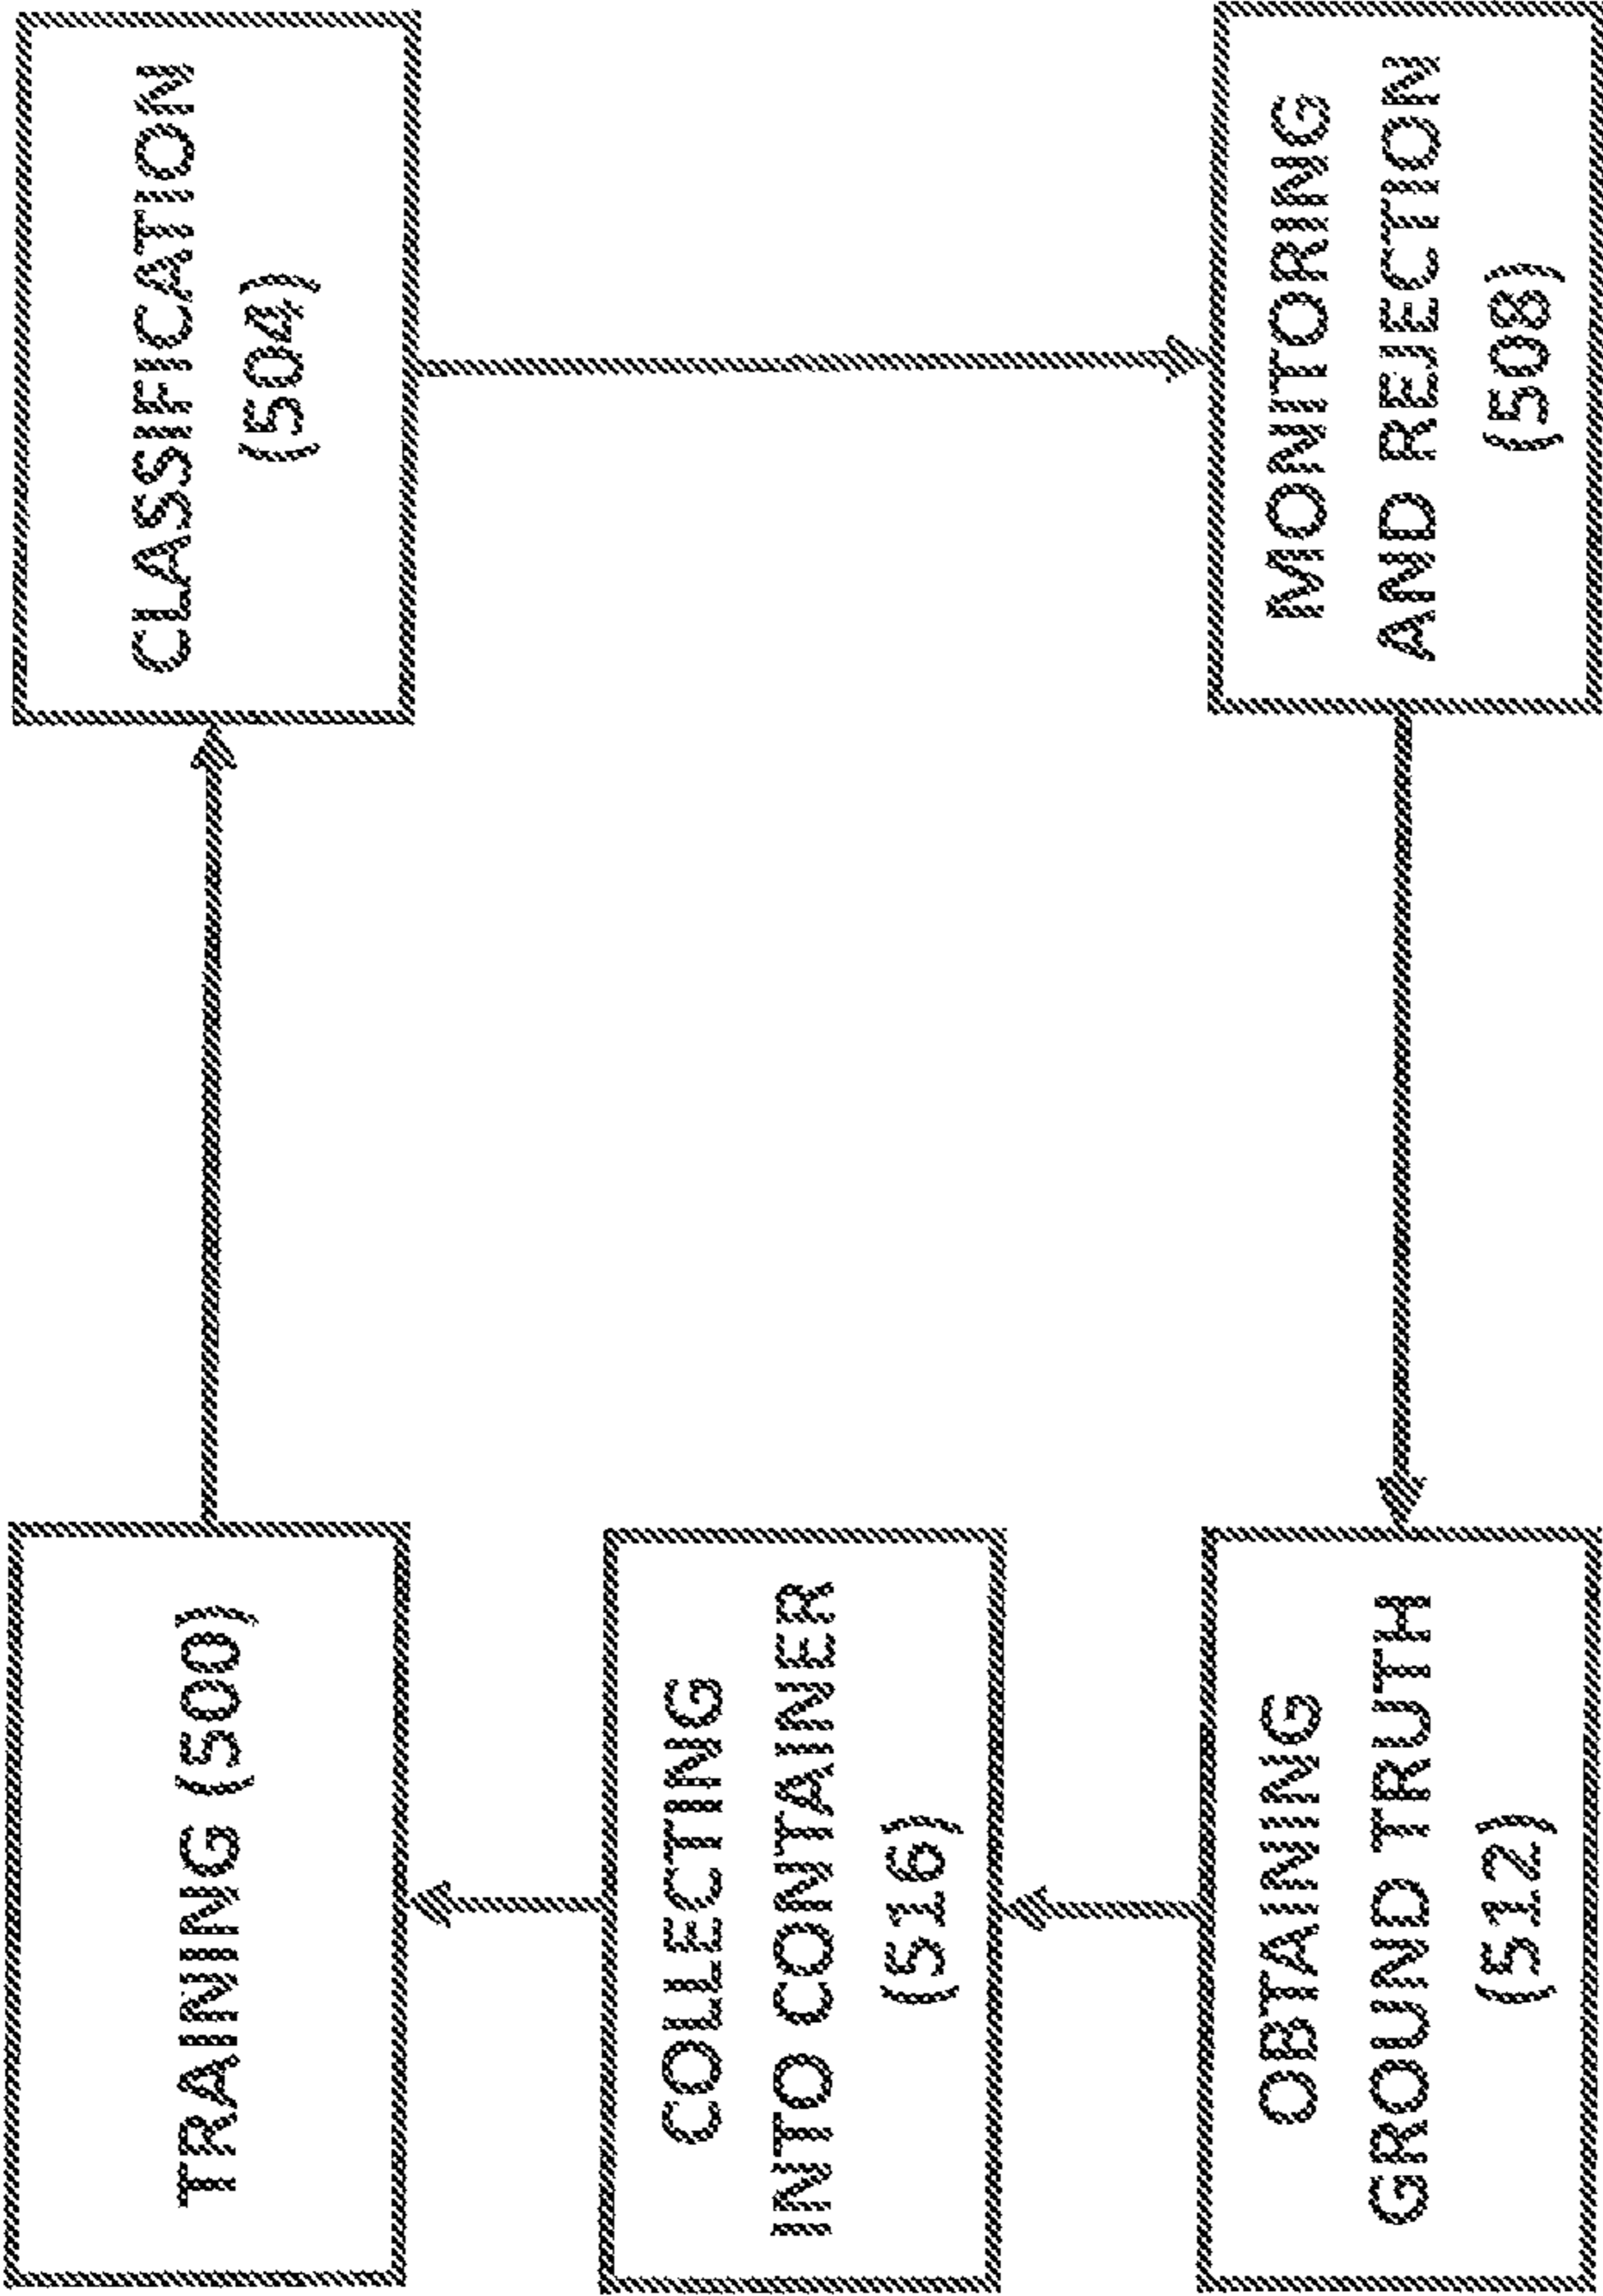 TRAINING (500)
CLASSIFICATION
(504)
COLLECTING
INTO CONTAINER
(516)
OBTAINING
GROUND TRUTH
(512)
MONITORING
AND REJECTION
(508)